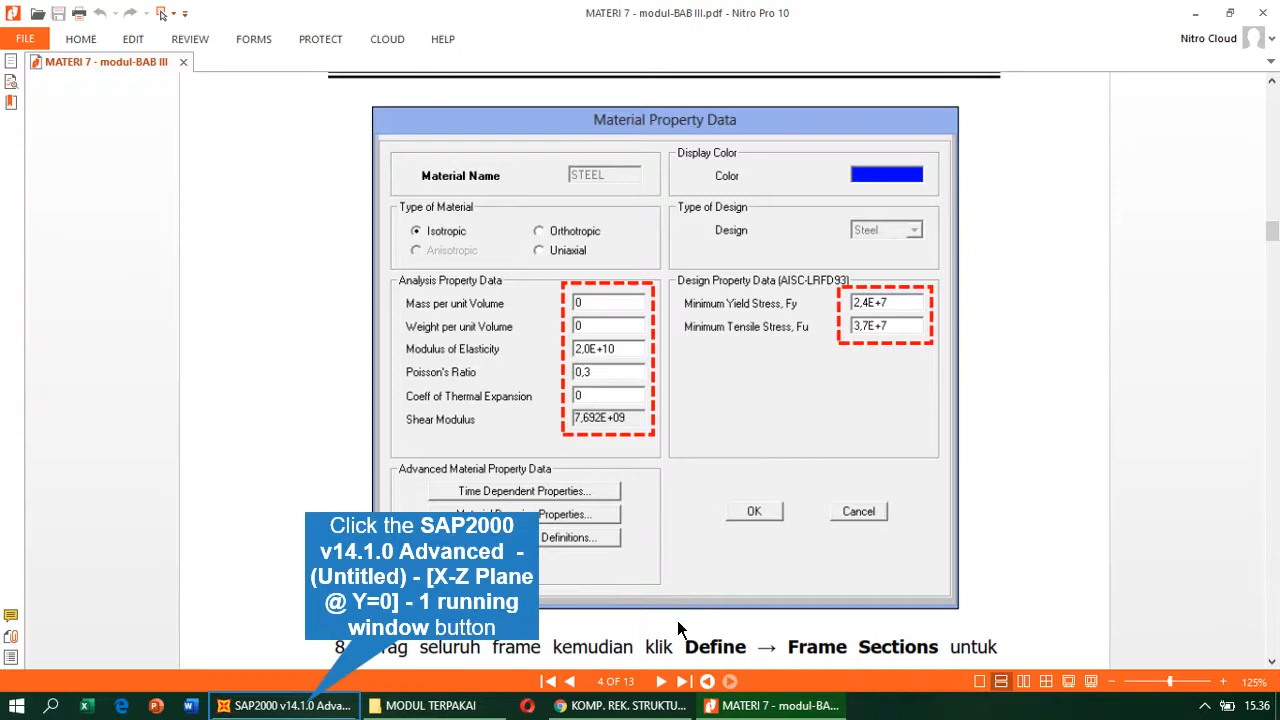 MATERI 7 - modul-BAB III.pdf - Nitro Pro 10
FILE HOME EDIT REVIEW FORMS PROTECT CLOUD HELP Nitro Cloud
MATERI 7 - modul-BAB III
Material Property Data
Material Name STEEL
Display Color
Color
Type of Material
Isotropic Orthotropic
Anisotropic Uniaxial
Type of Design
Design Steel
Analysis Property Data
Mass per unit Volume 0
Weight per unit Volume 0
Modulus of Elasticity 2,0E+10
Poisson's Ratio 0,3
Coeff of Thermal Expansion 0
Shear Modulus 7,692E+09
Design Property Data (AISC-LRFD93)
Minimum Yield Stress, Fy 2,4E+7
Minimum Tensile Stress, Fu 3,7E+7
Advanced Material Property Data
Time Dependent Properties...
Properties...
Definitions...
OK Cancel
Click the SAP2000
v14.1.0 Advanced -
(Untitled) - [X-Z Plane
@ Y=0] - 1 running
window button
8 seluruh frame kemudian klik Define → Frame Sections untuk
4 OF 13
125%
SAP2000 v14.1.0 Adva...
MODUL TERPAKAI
KOMP. REK. STRUKTU...
MATERI 7 - modul-BA...
15.36